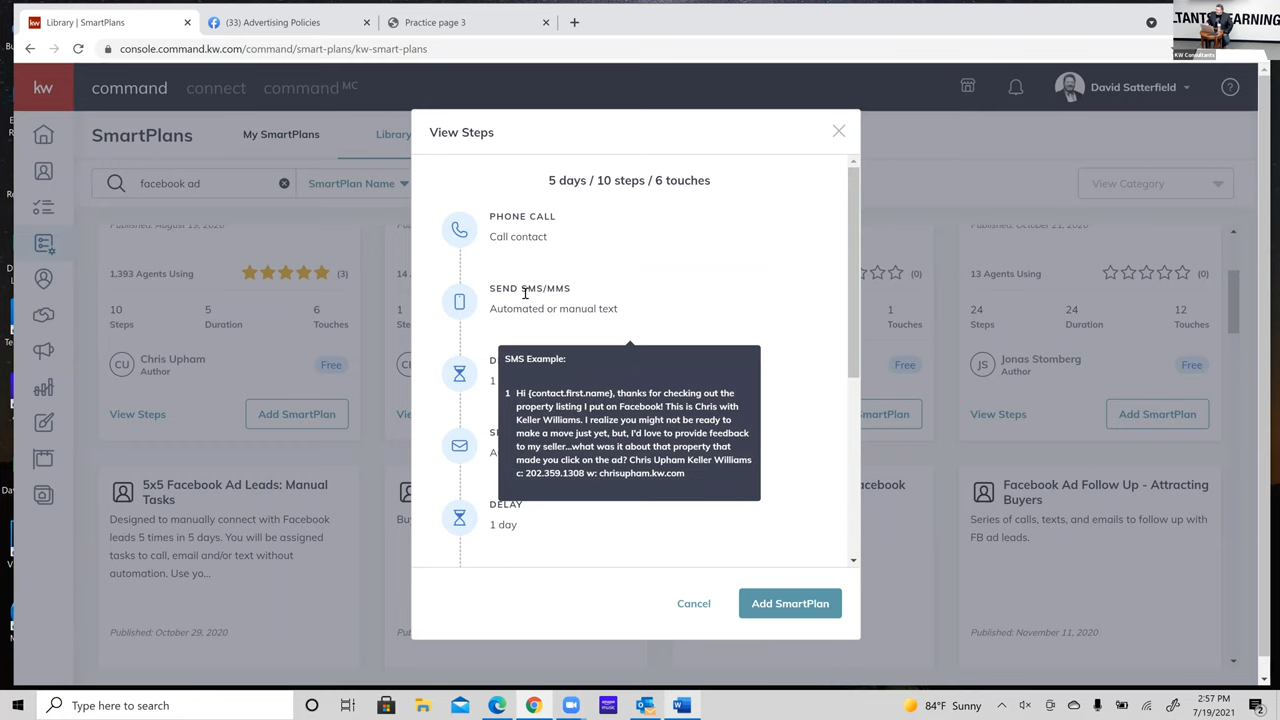 Library | SmartPlans
(33) Advertising Policies
Practice page 3
console.command.kw.com/command/smart-plans/kw-smart-plans
LTANTS LEARNING
KW Consultants
kw
command
connect
command MC
David Satterfield
SmartPlans
My SmartPlans
Library
facebook ad
SmartPlan Name
View Category
View Steps
5 days / 10 steps / 6 touches
PHONE CALL
Call contact
SEND SMS/MMS
Automated or manual text
SMS Example:
1 Hi {contact.first.name}, thanks for checking out the
property listing I put on Facebook! This is Chris with
Keller Williams. I realize you might not be ready to
make a move just yet, but, I'd love to provide feedback
to my seller...what was it about that property that
made you click on the ad? Chris Upham Keller Williams
c: 202.359.1308 w: chrisupham.kw.com
DELAY
1 day
Cancel
Add SmartPlan
Published: August 19, 2020
1,393 Agents Using
(3)
10
5
6
Steps
Duration
Touches
CU
Chris Upham
Author
Free
View Steps
Add SmartPlan
5x5 Facebook Ad Leads: Manual
Tasks
Designed to manually connect with Facebook
leads 5 times in 5 days. You will be assigned
tasks to call, email and/or text without
automation. Use yo...
Published: October 29, 2020
(0)
1
Touches
Free
SmartPlan
Published: October 21, 2020
13 Agents Using
(0)
24
24
12
Steps
Duration
Touches
JS
Jonas Stomberg
Author
Free
View Steps
Add SmartPlan
Facebook Ad Follow Up - Attracting
Buyers
Series of calls, texts, and emails to follow up with
FB ad leads.
Published: November 11, 2020
Type here to search
84°F Sunny
2:57 PM
7/19/2021
2